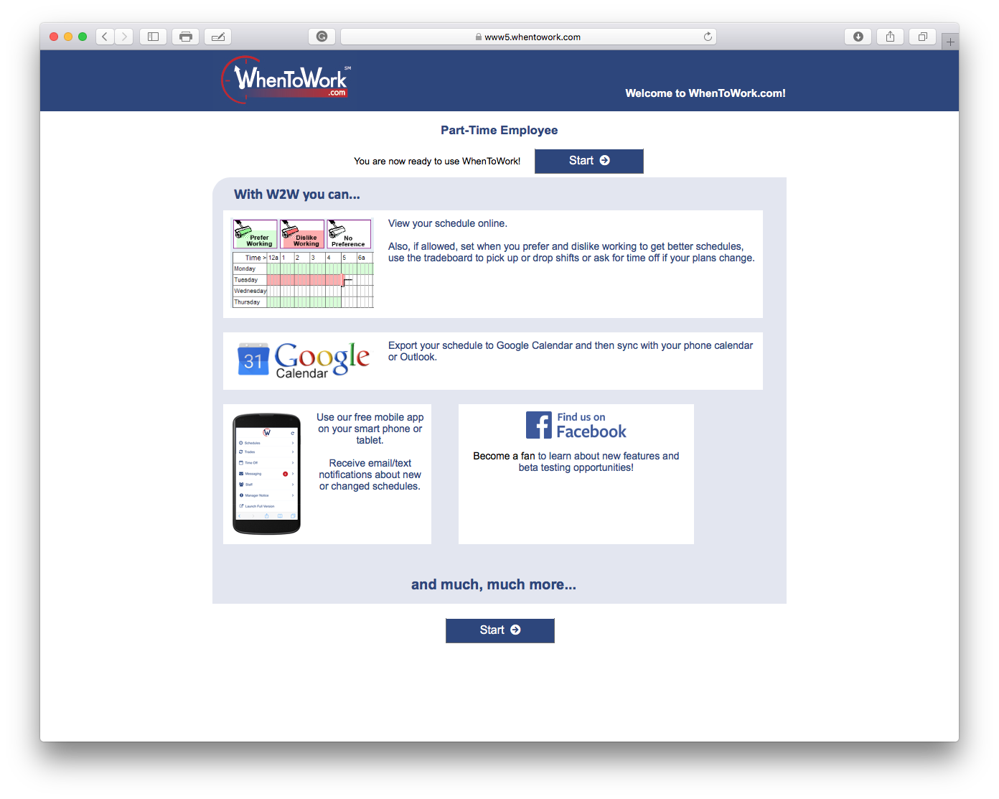 www5.whentowork.com
WhenToWork SM
.com
Welcome to WhenToWork.com!
Part-Time Employee
You are now ready to use WhenToWork!
Start
With W2W you can...
Prefer Working
Dislike Working
No Preference
Time > 12a 1 2 3 4 5 6a
Monday
Tuesday
Wednesday
Thursday
View your schedule online.
Also, if allowed, set when you prefer and dislike working to get better schedules,
use the tradeboard to pick up or drop shifts or ask for time off if your plans change.
31
Google
Calendar
Export your schedule to Google Calendar and then sync with your phone calendar
or Outlook.
W
Schedules
Trades
Time Off
Messaging
Staff
Manager Notice
Launch Full Version
Use our free mobile app
on your smart phone or
tablet.
Receive email/text
notifications about new
or changed schedules.
f
Find us on
Facebook
Become a fan to learn about new features and
beta testing opportunities!
and much, much more...
Start